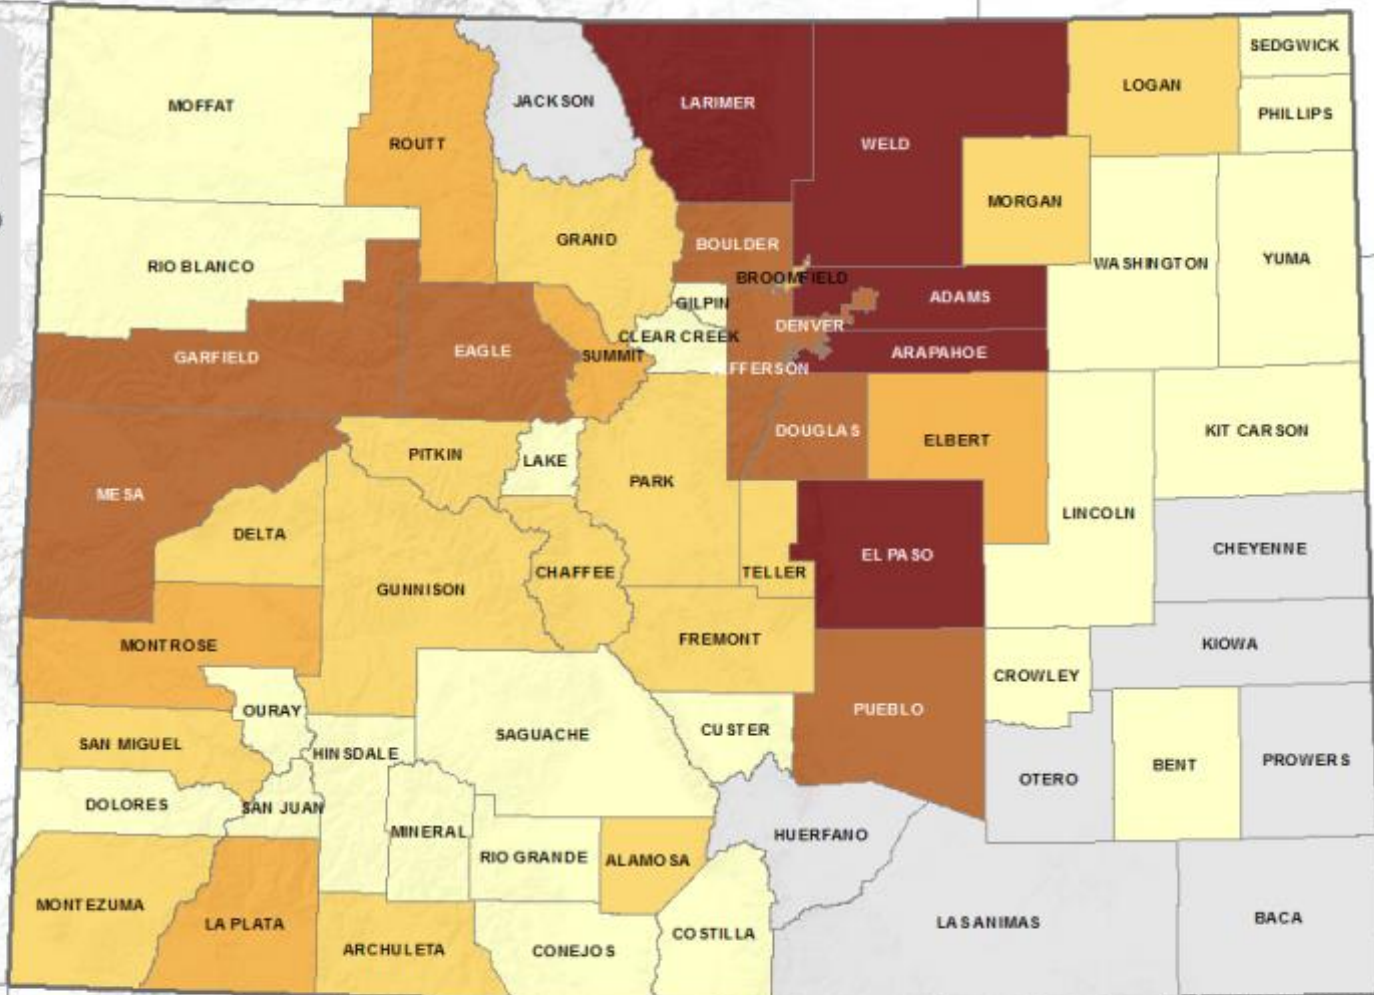 SEDGWICK
LOGAN
JACKSON
LARIMER
MOFFAT
PHILLIPS
ROUTT
WELD
MORGAN
GRAND
BOULDER
YUMA
WASHINGTON
RIO BLANCO
BROOMFIELD
ADAMS
GILPIN
DENVER
CLEAR CREEK
EAGLE
ARAPAHOE
GARFIELD
SUMMIT
EFFERSON
DOUGLAS
KIT CARSON
ELBERT
PITKIN
LAKE
PARK
MESA
LINCOLN
DELTA
CHEYENNE
EL PASO
CHAFFEE
TELLER
GUNNISON
FREMONT
MONTROSE
KIOWA
CROWLEY
OURAY
PUEBLO
CUSTER
SAGUACHE
SAN MIGUEL
HINSDALE
PROWERS
BENT
OTERO
DOLORES
SAN JUAN
MINERAL
HUERFANO
RIO GRANDE
ALAMOSA
MONTEZUMA
BACA
LA PLATA
LAS ANIMAS
COSTILLA
ARCHULETA
CONEJOS